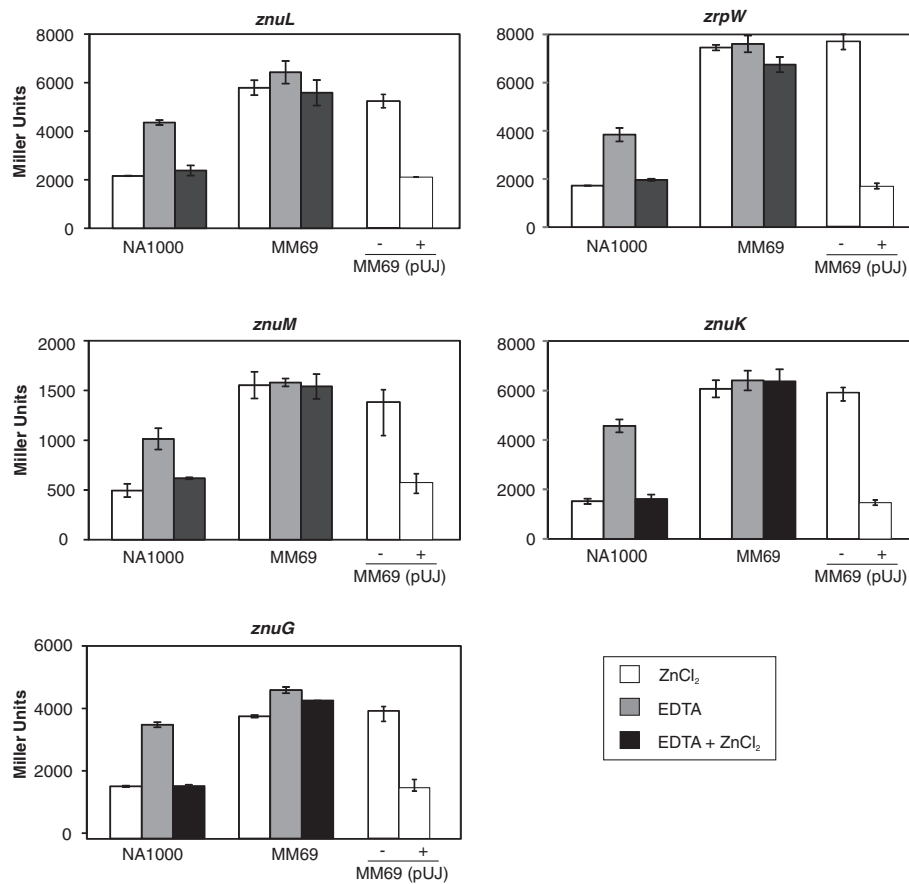 znuL
8000
6000
4000
2000
0
Miller Units
NA1000
MM69
- +
MM69 (pUJ)
zrpW
8000
6000
4000
2000
0
NA1000
MM69
- +
MM69 (pUJ)
znuM
2000
1500
1000
500
0
Miller Units
NA1000
MM69
- +
MM69 (pUJ)
znuK
8000
6000
4000
2000
0
NA1000
MM69
- +
MM69 (pUJ)
znuG
6000
4000
2000
0
Miller Units
NA1000
MM69
- +
MM69 (pUJ)
ZnCl₂
EDTA
EDTA + ZnCl₂